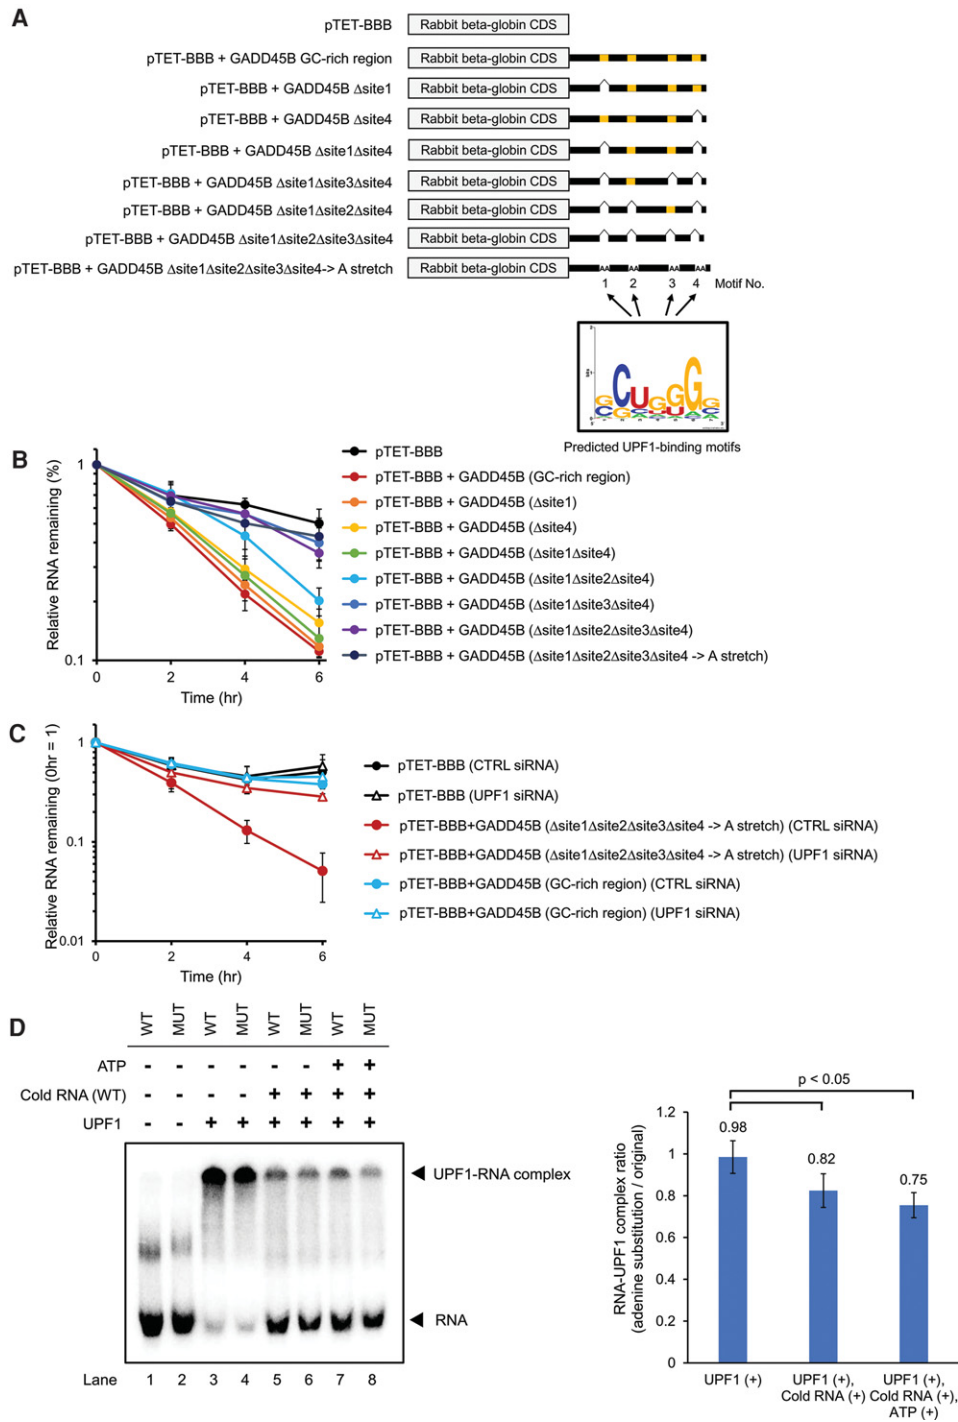 A
pTET-BBB Rabbit beta-globin CDS
pTET-BBB + GADD45B GC-rich region Rabbit beta-globin CDS
pTET-BBB + GADD45B Δsite1 Rabbit beta-globin CDS
pTET-BBB + GADD45B Δsite4 Rabbit beta-globin CDS
pTET-BBB + GADD45B Δsite1Δsite4 Rabbit beta-globin CDS
pTET-BBB + GADD45B Δsite1Δsite3Δsite4 Rabbit beta-globin CDS
pTET-BBB + GADD45B Δsite1Δsite2Δsite4 Rabbit beta-globin CDS
pTET-BBB + GADD45B Δsite1Δsite2Δsite3Δsite4 Rabbit beta-globin CDS
pTET-BBB + GADD45B Δsite1Δsite2Δsite3Δsite4-> A stretch Rabbit beta-globin CDS AA AA AA AA
1 2 3 4 Motif No.
CUGGG
Predicted UPF1-binding motifs
B
Relative RNA remaining (%)
1
0.1
0 2 4 6
Time (hr)
pTET-BBB
pTET-BBB + GADD45B (GC-rich region)
pTET-BBB + GADD45B (Δsite1)
pTET-BBB + GADD45B (Δsite4)
pTET-BBB + GADD45B (Δsite1Δsite4)
pTET-BBB + GADD45B (Δsite1Δsite2Δsite4)
pTET-BBB + GADD45B (Δsite1Δsite3Δsite4)
pTET-BBB + GADD45B (Δsite1Δsite2Δsite3Δsite4)
pTET-BBB + GADD45B (Δsite1Δsite2Δsite3Δsite4 -> A stretch)
C
Relative RNA remaining (0hr = 1)
1
0.1
0.01
0 2 4 6
Time (hr)
pTET-BBB (CTRL siRNA)
pTET-BBB (UPF1 siRNA)
pTET-BBB+GADD45B (Δsite1Δsite2Δsite3Δsite4 -> A stretch) (CTRL siRNA)
pTET-BBB+GADD45B (Δsite1Δsite2Δsite3Δsite4 -> A stretch) (UPF1 siRNA)
pTET-BBB+GADD45B (GC-rich region) (CTRL siRNA)
pTET-BBB+GADD45B (GC-rich region) (UPF1 siRNA)
D
WT MUT WT MUT WT MUT WT MUT
ATP - - - - - - + +
Cold RNA (WT) - - - - + + + +
UPF1 - - + + + + + +
UPF1-RNA complex
RNA
Lane 1 2 3 4 5 6 7 8
p < 0.05
RNA-UPF1 complex ratio
(adenine substitution / original)
1.2
1
0.8
0.6
0.4
0.2
0
0.98
0.82
0.75
UPF1 (+)
UPF1 (+),
Cold RNA (+)
UPF1 (+),
Cold RNA (+),
ATP (+)